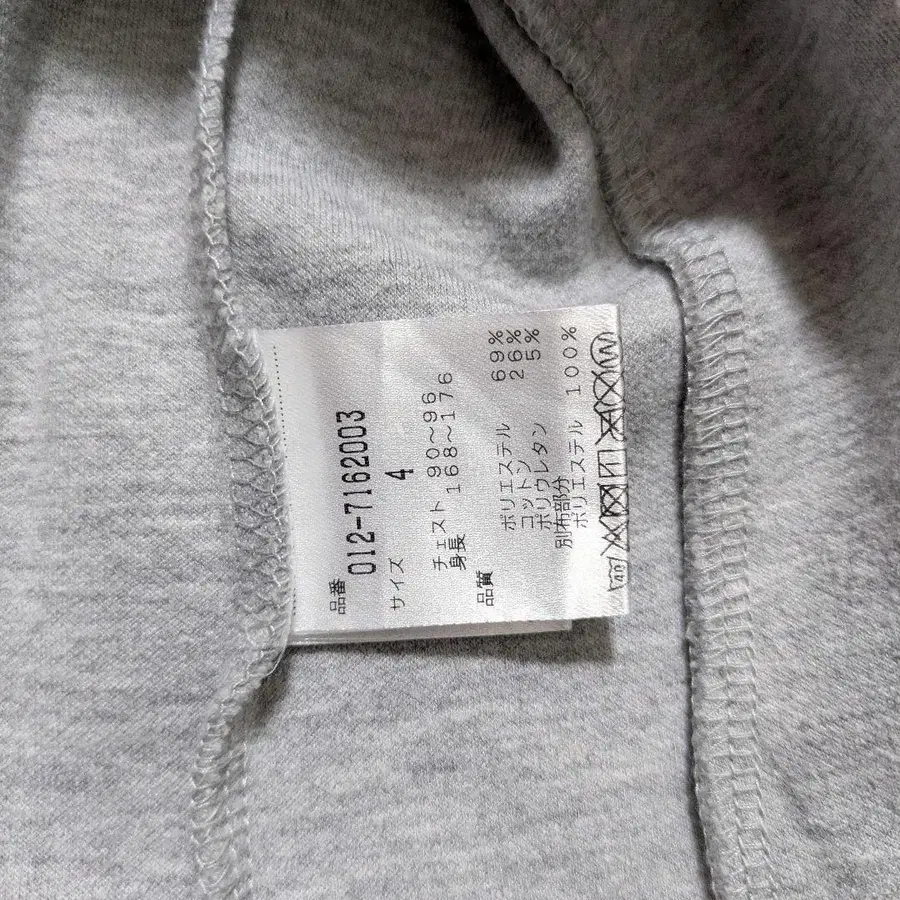 品番
012-7162003
サイズ 4
チェスト 90～96
身長 168～176
品質
ポリエステル 69%
コットン 26%
ポリウレタン 5%
別布部分
ポリエステル 100%